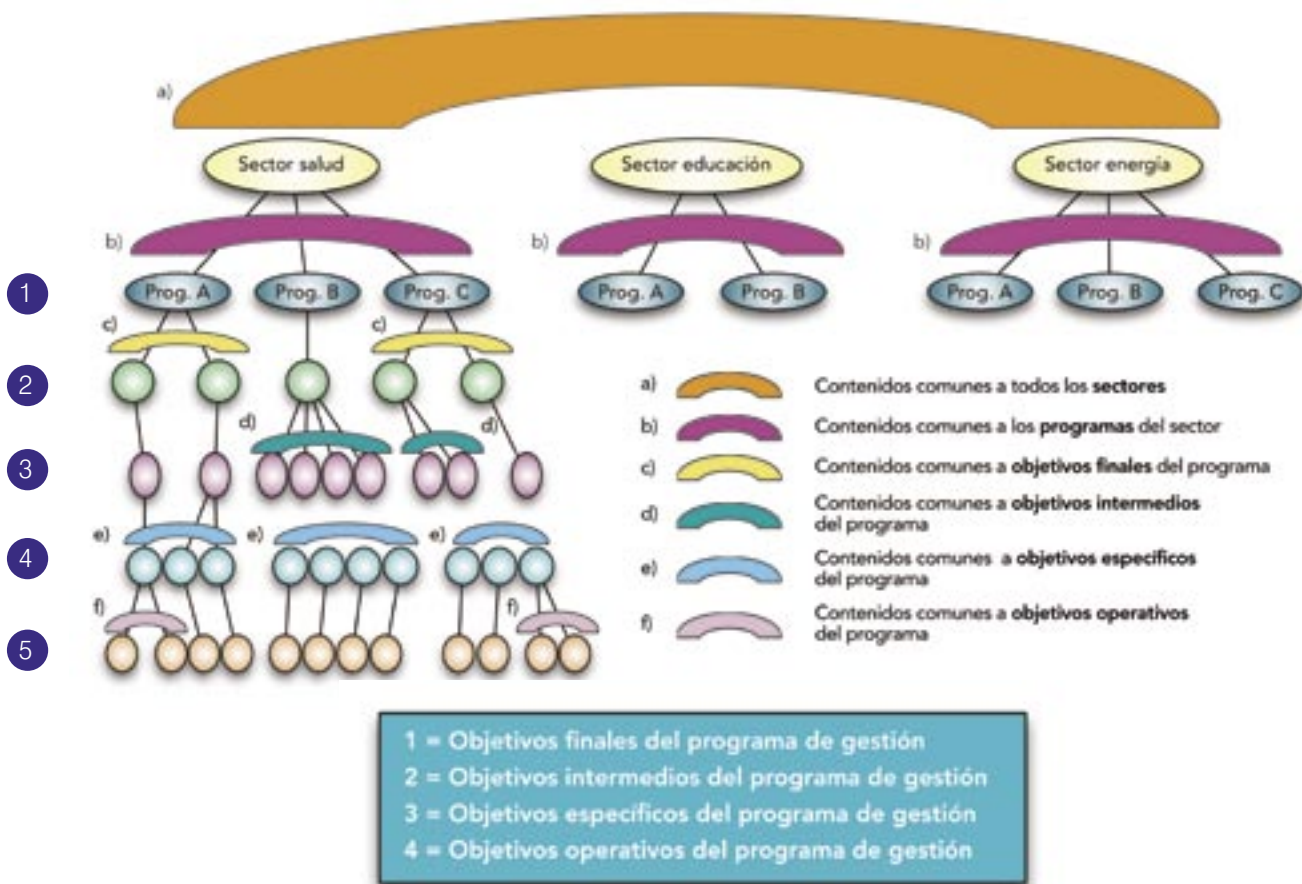 a)
Sector salud Sector educación Sector energía
b) b) b)
1 Prog. A Prog. B Prog. C Prog. A Prog. B Prog. A Prog. B Prog. C
c) c)
2
d) d)
3
e) e) e)
4
f) f)
5
a) Contenidos comunes a todos los sectores
b) Contenidos comunes a los programas del sector
c) Contenidos comunes a objetivos finales del programa
d) Contenidos comunes a objetivos intermedios
del programa
e) Contenidos comunes a objetivos específicos
del programa
f) Contenidos comunes a objetivos operativos
del programa
1 = Objetivos finales del programa de gestión
2 = Objetivos intermedios del programa de gestión
3 = Objetivos específicos del programa de gestión
4 = Objetivos operativos del programa de gestión